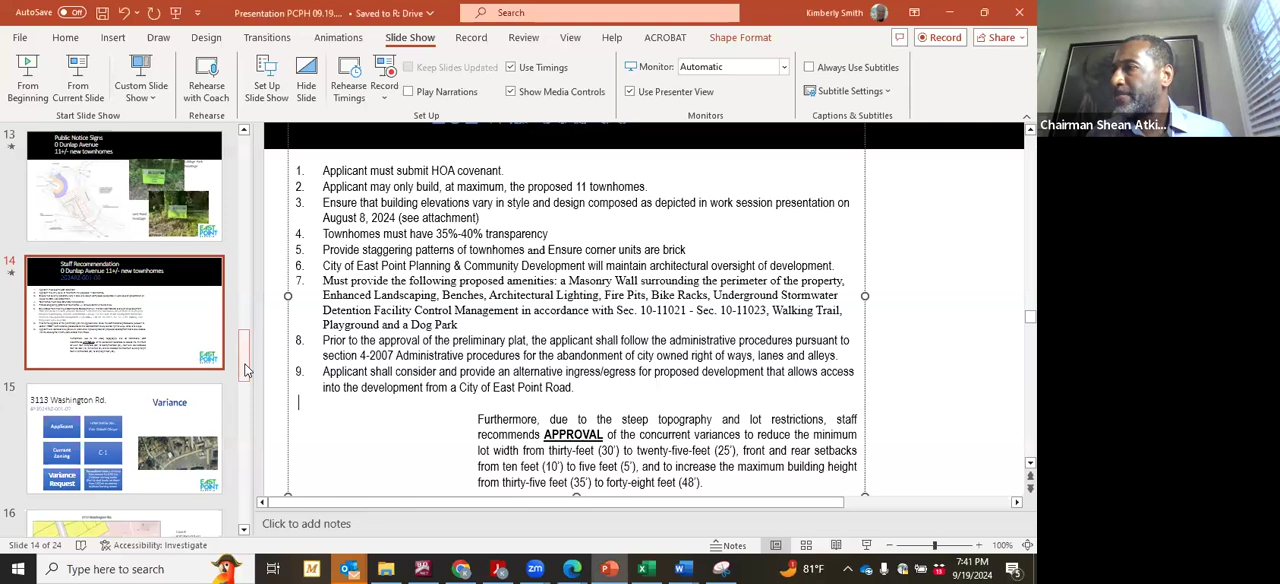 AutoSave Off Presentation PCPH 09.19.... • Saved to R: Drive Search Kimberly Smith
File Home Insert Draw Design Transitions Animations Slide Show Record Review View Help ACROBAT Shape Format Record Share
From Beginning From Current Slide Custom Slide Show Rehearse with Coach Set Up Slide Show Hide Slide Rehearse Timings Record
Keep Slides Updated Use Timings Monitor: Automatic Always Use Subtitles
Play Narrations Show Media Controls Use Presenter View Subtitle Settings
Start Slide Show Rehearse Set Up Monitors Captions & Subtitles
Chairman Shean Atki...
13
Public Notice Signs
0 Dunlap Avenue
11+/- new townhomes
EAST POINT
14
Staff Recommendation
0 Dunlap Avenue 11+/- new townhomes
EAST POINT
15
3113 Washington Rd.
Variance
Applicant
Current Zoning
C-1
Variance Request
EAST POINT
16
3113 Washington Rd.
1. Applicant must submit HOA covenant.
2. Applicant may only build, at maximum, the proposed 11 townhomes.
3. Ensure that building elevations vary in style and design composed as depicted in work session presentation on
August 8, 2024 (see attachment)
4. Townhomes must have 35%-40% transparency
5. Provide staggering patterns of townhomes and Ensure corner units are brick
6. City of East Point Planning & Community Development will maintain architectural oversight of development.
7. Must provide the following proposed amenities: a Masonry Wall surrounding the perimeter of the property,
Enhanced Landscaping, Benches, Architectural Lighting, Fire Pits, Bike Racks, Underground Stormwater
Detention Facility Control Management in accordance with Sec. 10-11021 - Sec. 10-11023, Walking Trail,
Playground and a Dog Park
8. Prior to the approval of the preliminary plat, the applicant shall follow the administrative procedures pursuant to
section 4-2007 Administrative procedures for the abandonment of city owned right of ways, lanes and alleys.
9. Applicant shall consider and provide an alternative ingress/egress for proposed development that allows access
into the development from a City of East Point Road.
Furthermore, due to the steep topography and lot restrictions, staff
recommends APPROVAL of the concurrent variances to reduce the minimum
lot width from thirty-feet (30') to twenty-five-feet (25'), front and rear setbacks
from ten feet (10') to five feet (5'), and to increase the maximum building height
from thirty-five feet (35') to forty-eight feet (48').
Click to add notes
Slide 14 of 24 Accessibility: Investigate Notes 100%
Type here to search 81°F 7:41 PM
9/19/2024